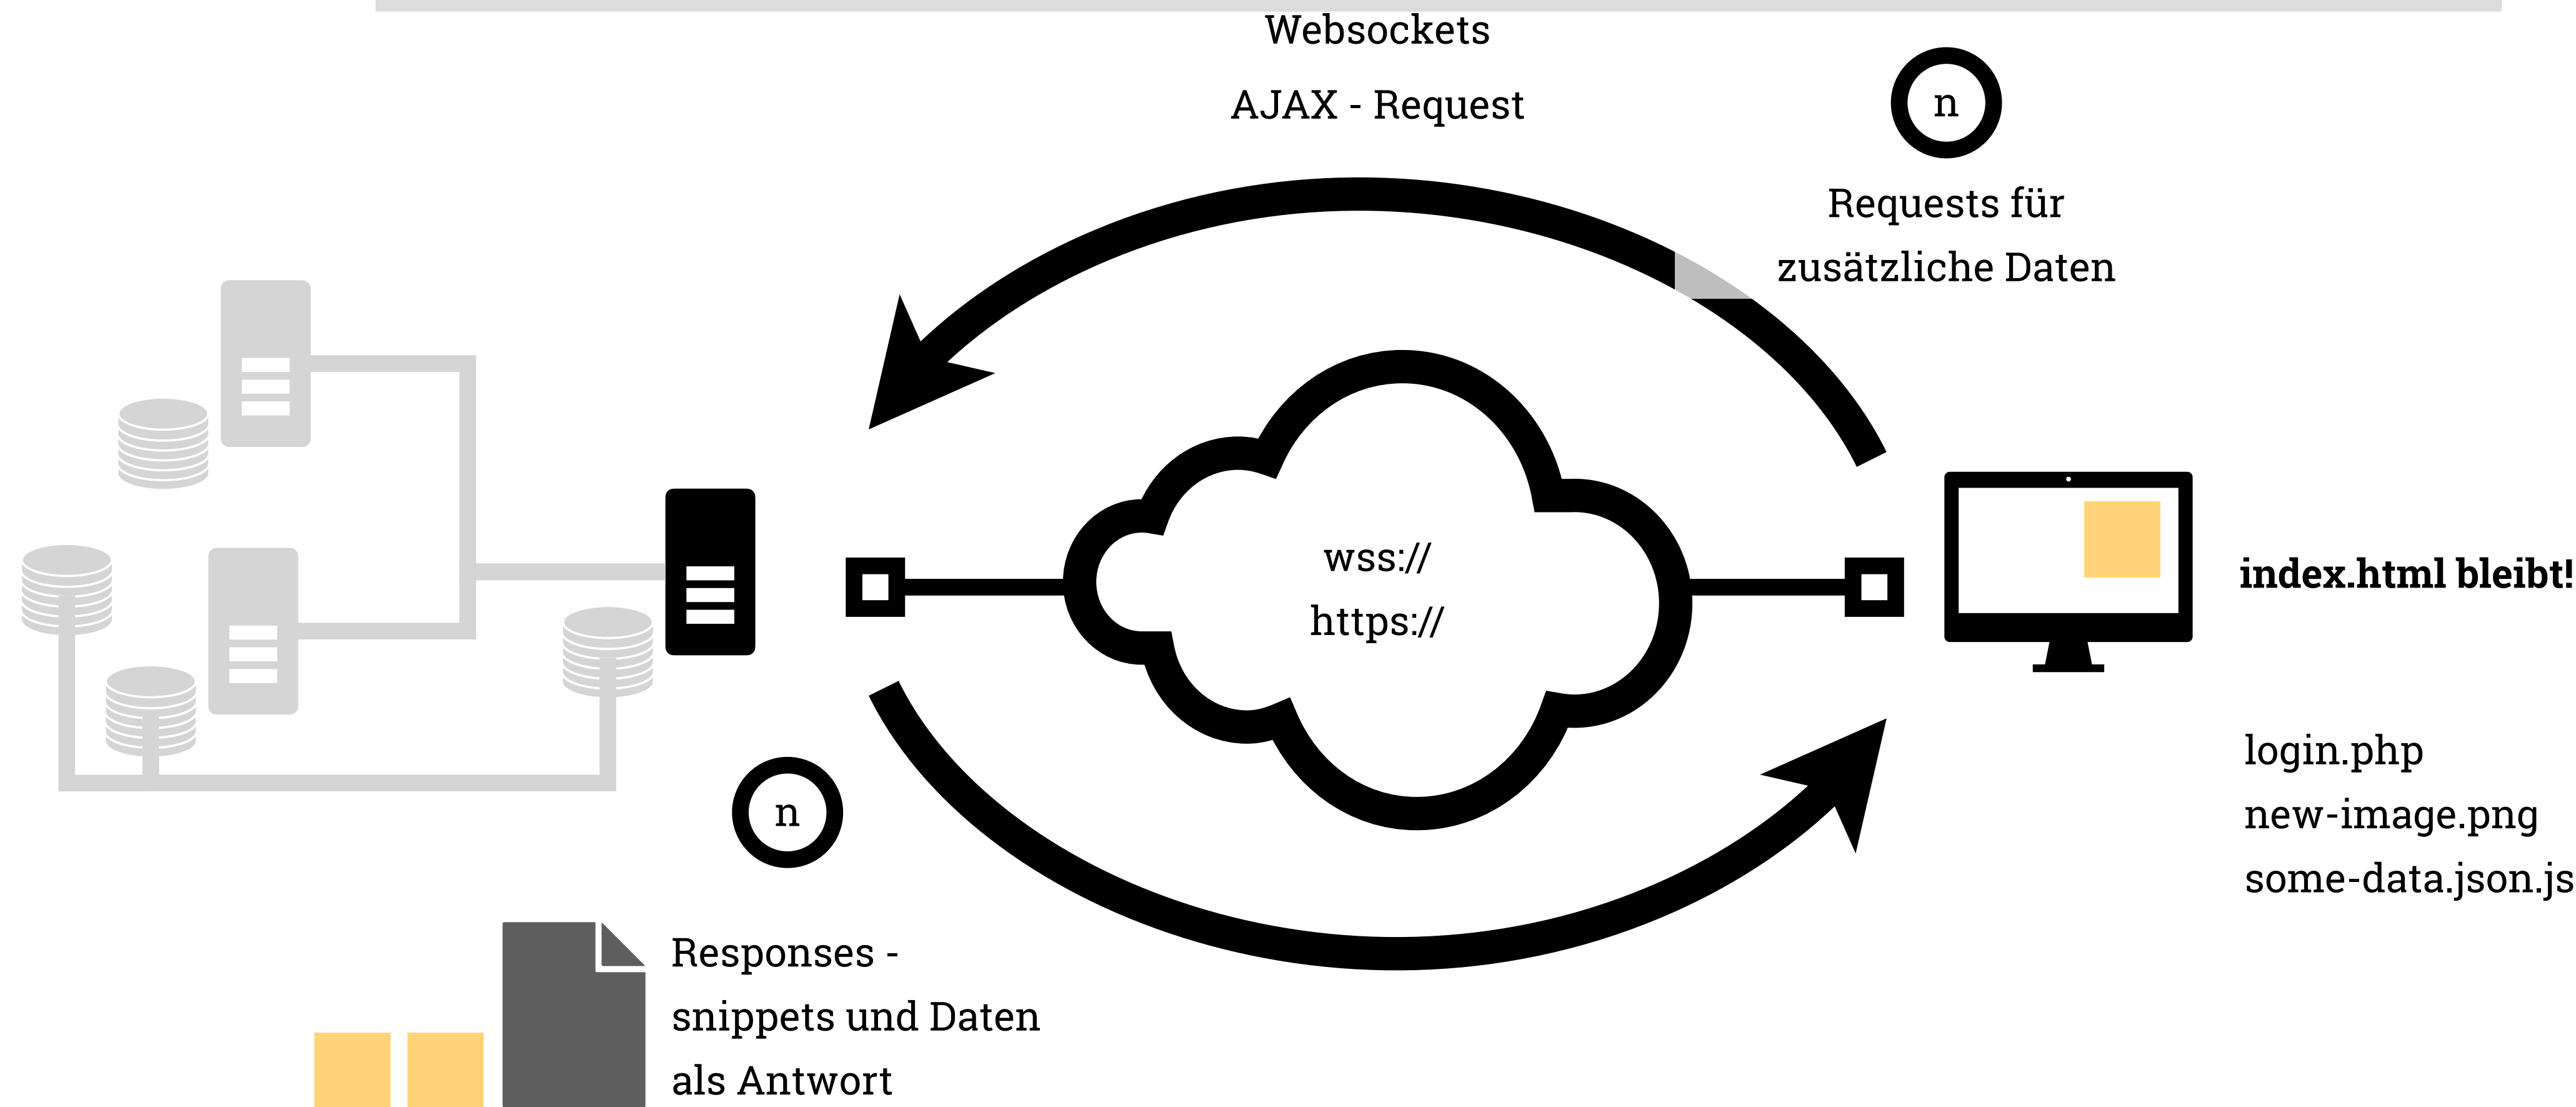 Websockets
AJAX - Request
n
Requests für
zusätzliche Daten
wss://
https://
index.html bleibt!
login.php
new-image.png
some-data.json.js
n
Responses -
snippets und Daten
als Antwort